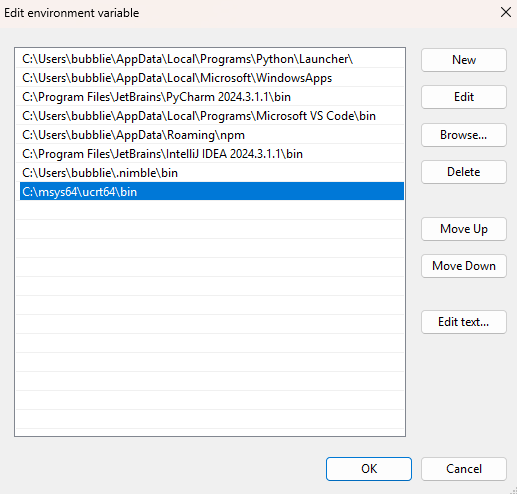 Edit environment variable
C:\Users\bubblie\AppData\Local\Programs\Python\Launcher\
C:\Users\bubblie\AppData\Local\Microsoft\WindowsApps
C:\Program Files\JetBrains\PyCharm 2024.3.1.1\bin
C:\Users\bubblie\AppData\Local\Programs\Microsoft VS Code\bin
C:\Users\bubblie\AppData\Roaming\npm
C:\Program Files\JetBrains\IntelliJ IDEA 2024.3.1.1\bin
C:\Users\bubblie\.nimble\bin
C:\msys64\ucrt64\bin
New
Edit
Browse...
Delete
Move Up
Move Down
Edit text...
OK
Cancel